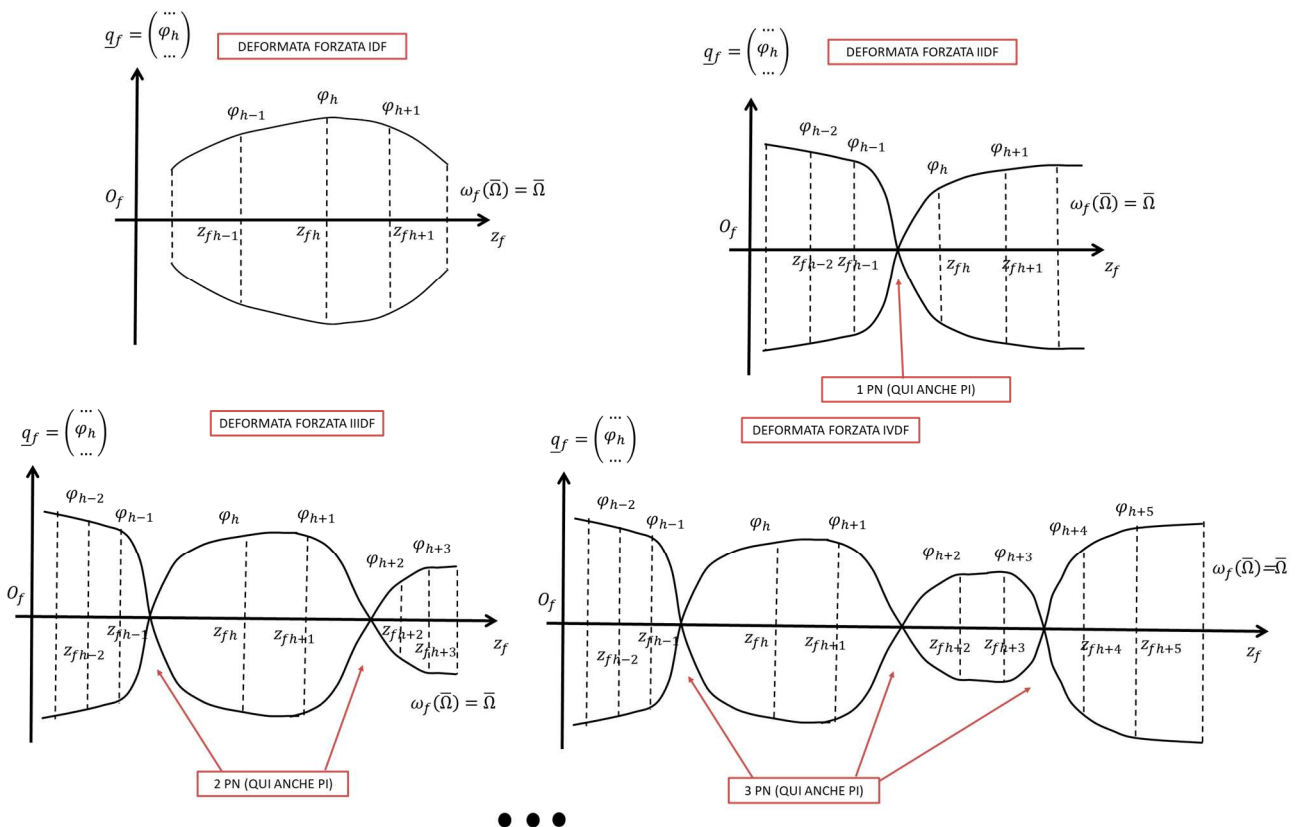 q_f = (... φ_h ...)
DEFORMATA FORZATA IDF
φ_{h-1} φ_h φ_{h+1}
O_f
ω_f(Ω̅) = Ω̅
z_{fh-1} z_{fh} z_{fh+1} z_f
q_f = (... φ_h ...)
DEFORMATA FORZATA IIDF
φ_{h-2} φ_{h-1} φ_h φ_{h+1}
O_f
ω_f(Ω̅) = Ω̅
z_{fh-2} z_{fh-1} z_{fh} z_{fh+1} z_f
1 PN (QUI ANCHE PI)
q_f = (... φ_h ...)
DEFORMATA FORZATA IIIDF
φ_{h-2} φ_{h-1} φ_h φ_{h+1} φ_{h+2} φ_{h+3}
O_f
z_{fh-2} z_{fh-1} z_{fh} z_{fh+1} z_{fh+2} z_{fh+3} z_f
ω_f(Ω̅) = Ω̅
2 PN (QUI ANCHE PI)
q_f = (... φ_h ...)
DEFORMATA FORZATA IVDF
φ_{h-2} φ_{h-1} φ_h φ_{h+1} φ_{h+2} φ_{h+3} φ_{h+4} φ_{h+5}
O_f
ω_f(Ω̅)=Ω̅
z_{fh-2} z_{fh-1} z_{fh} z_{fh+1} z_{fh+2} z_{fh+3} z_{fh+4} z_{fh+5} z_f
3 PN (QUI ANCHE PI)
• • •